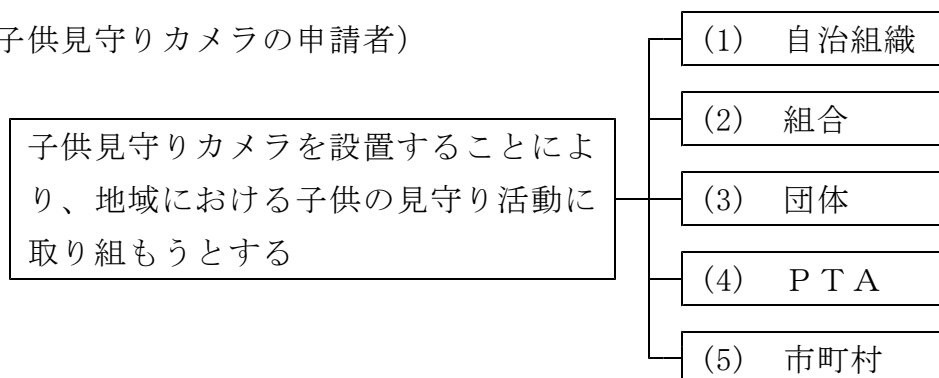 子供見守りカメラの申請者)
子供見守りカメラを設置することによ
り、地域における子供の見守り活動に
取り組もうとする
(1) 自治組織
(2) 組合
(3) 団体
(4) PTA
(5) 市町村